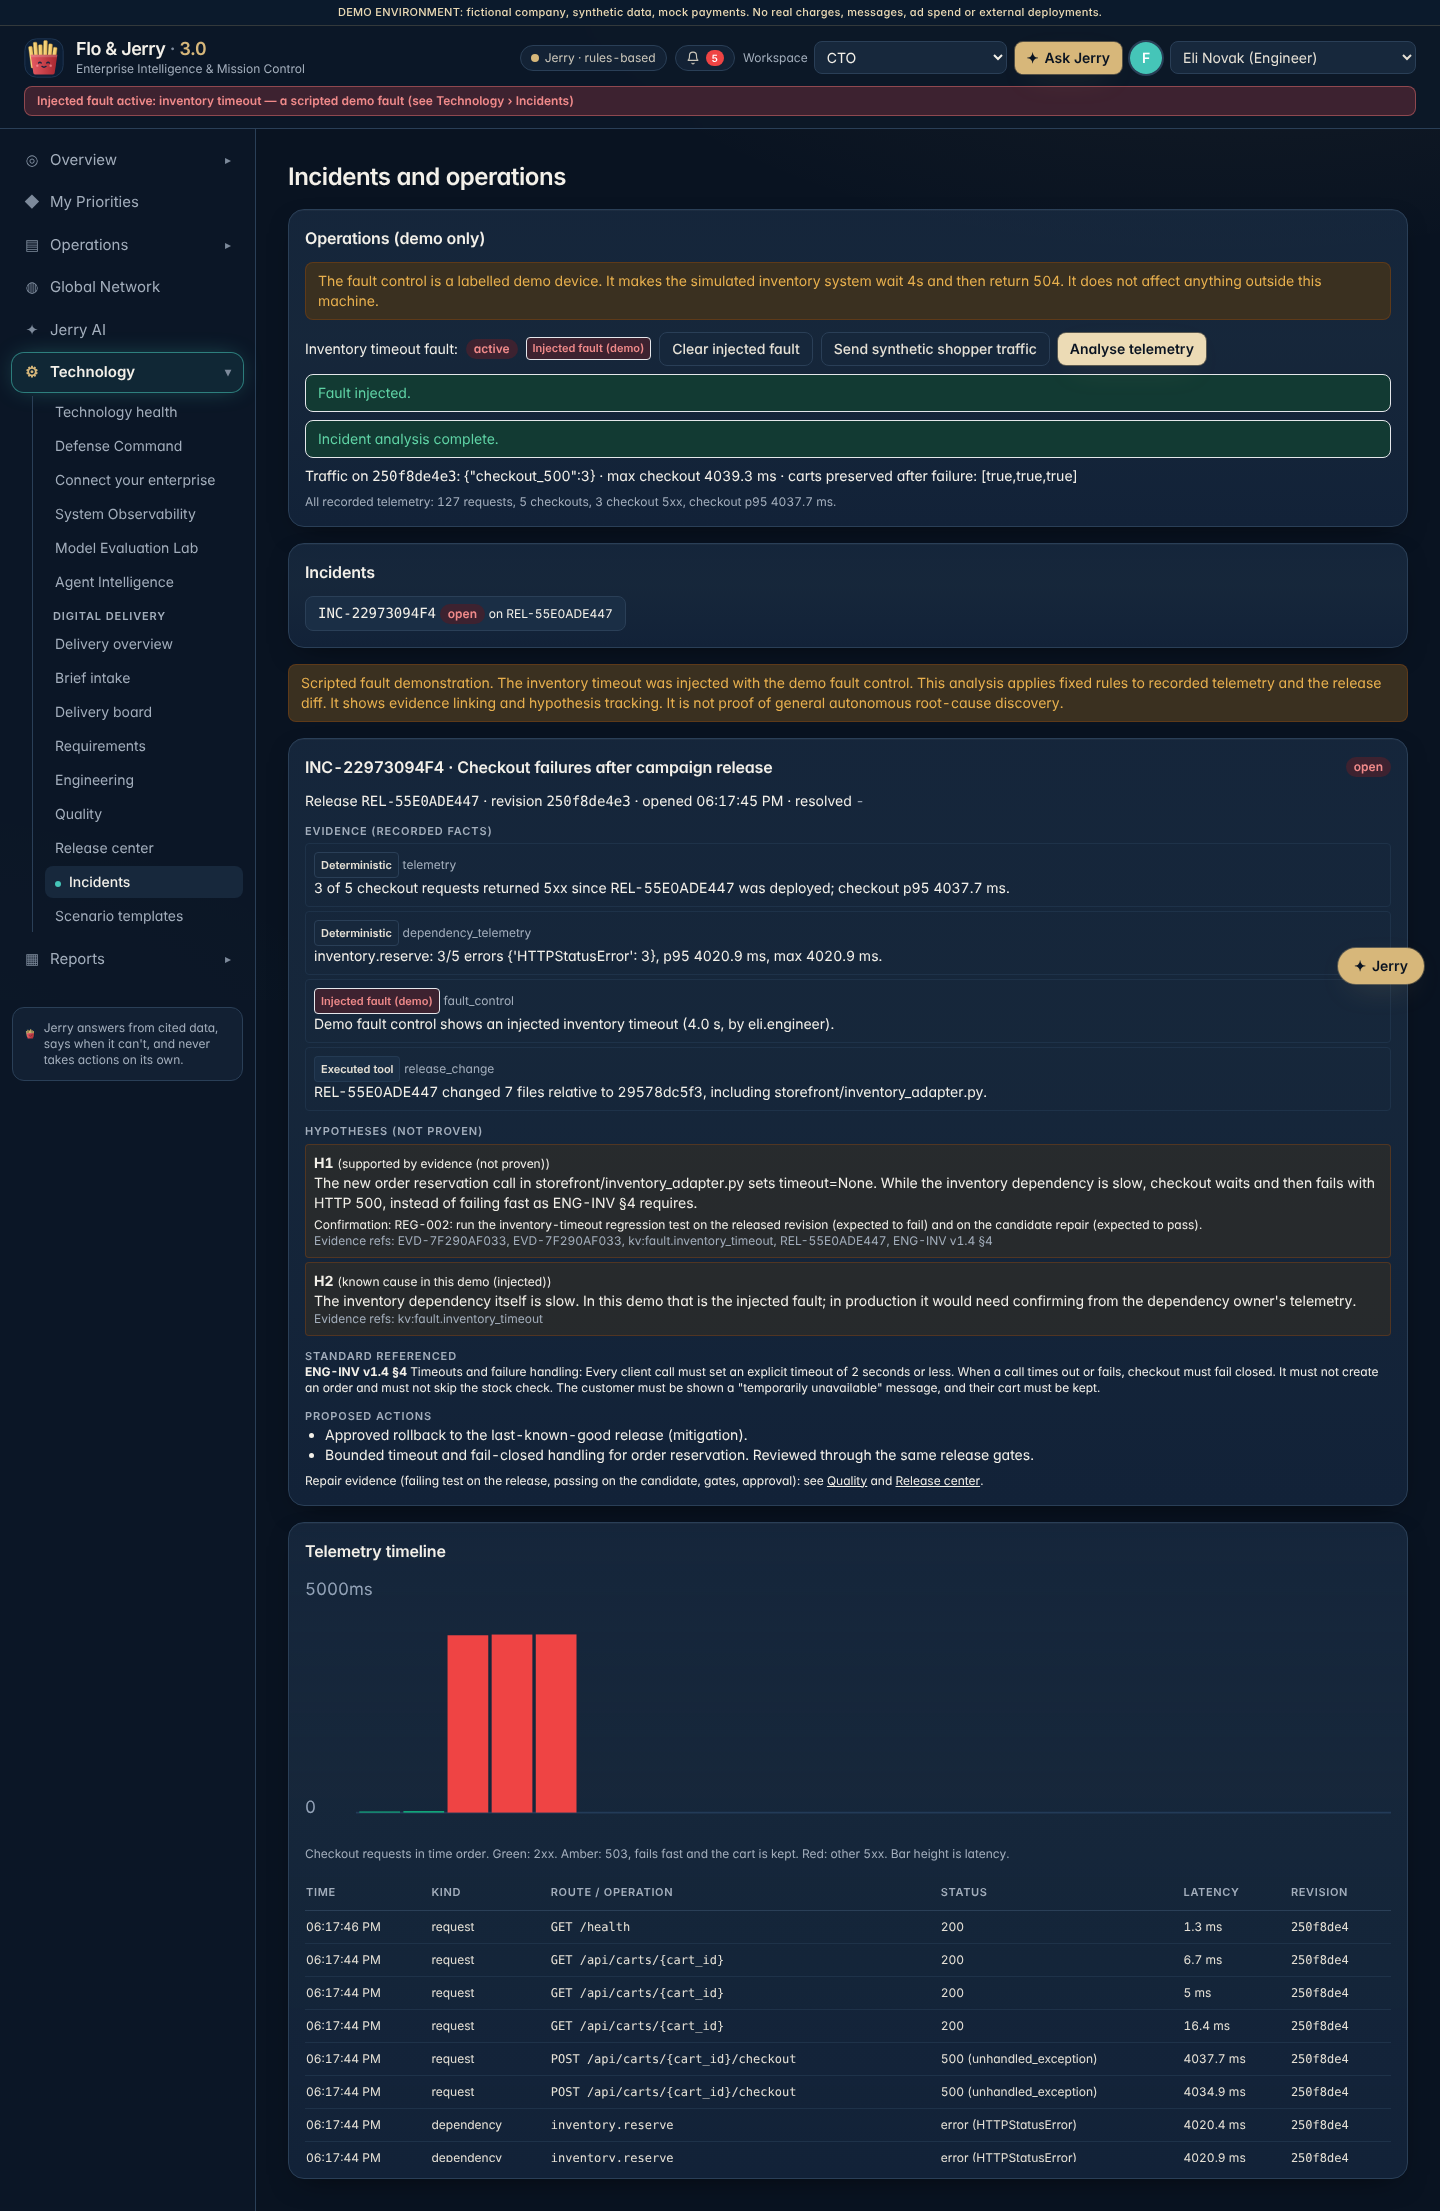 DEMO ENVIRONMENT: fictional company, synthetic data, mock payments. No real charges, messages, ad spend or external deployments.
Flo & Jerry · 3.0
Enterprise Intelligence & Mission Control
Jerry · rules-based
5
Workspace
CTO
✦ Ask Jerry
F
Eli Novak (Engineer)
Injected fault active: inventory timeout — a scripted demo fault (see Technology › Incidents)
Overview
My Priorities
Operations
Global Network
Jerry AI
Technology
Technology health
Defense Command
Connect your enterprise
System Observability
Model Evaluation Lab
Agent Intelligence
DIGITAL DELIVERY
Delivery overview
Brief intake
Delivery board
Requirements
Engineering
Quality
Release center
Incidents
Scenario templates
Reports
Jerry answers from cited data,
says when it can't, and never
takes actions on its own.
Incidents and operations
Operations (demo only)
The fault control is a labelled demo device. It makes the simulated inventory system wait 4s and then return 504. It does not affect anything outside this
machine.
Inventory timeout fault: active Injected fault (demo) Clear injected fault Send synthetic shopper traffic Analyse telemetry
Fault injected.
Incident analysis complete.
Traffic on 250f8de4e3: {"checkout_500":3} · max checkout 4039.3 ms · carts preserved after failure: [true,true,true]
All recorded telemetry: 127 requests, 5 checkouts, 3 checkout 5xx, checkout p95 4037.7 ms.
Incidents
INC-22973094F4 open on REL-55E0ADE447
Scripted fault demonstration. The inventory timeout was injected with the demo fault control. This analysis applies fixed rules to recorded telemetry and the release
diff. It shows evidence linking and hypothesis tracking. It is not proof of general autonomous root-cause discovery.
INC-22973094F4 · Checkout failures after campaign release
open
Release REL-55E0ADE447 · revision 250f8de4e3 · opened 06:17:45 PM · resolved -
EVIDENCE (RECORDED FACTS)
Deterministic telemetry
3 of 5 checkout requests returned 5xx since REL-55E0ADE447 was deployed; checkout p95 4037.7 ms.
Deterministic dependency_telemetry
inventory.reserve: 3/5 errors {'HTTPStatusError': 3}, p95 4020.9 ms, max 4020.9 ms.
✦ Jerry
Injected fault (demo) fault_control
Demo fault control shows an injected inventory timeout (4.0 s, by eli.engineer).
Executed tool release_change
REL-55E0ADE447 changed 7 files relative to 29578dc5f3, including storefront/inventory_adapter.py.
HYPOTHESES (NOT PROVEN)
H1 (supported by evidence (not proven))
The new order reservation call in storefront/inventory_adapter.py sets timeout=None. While the inventory dependency is slow, checkout waits and then fails with
HTTP 500, instead of failing fast as ENG-INV §4 requires.
Confirmation: REG-002: run the inventory-timeout regression test on the released revision (expected to fail) and on the candidate repair (expected to pass).
Evidence refs: EVD-7F290AF033, EVD-7F290AF033, kv:fault.inventory_timeout, REL-55E0ADE447, ENG-INV v1.4 §4
H2 (known cause in this demo (injected))
The inventory dependency itself is slow. In this demo that is the injected fault; in production it would need confirming from the dependency owner's telemetry.
Evidence refs: kv:fault.inventory_timeout
STANDARD REFERENCED
ENG-INV v1.4 §4 Timeouts and failure handling: Every client call must set an explicit timeout of 2 seconds or less. When a call times out or fails, checkout must fail closed. It must not create
an order and must not skip the stock check. The customer must be shown a "temporarily unavailable" message, and their cart must be kept.
PROPOSED ACTIONS
• Approved rollback to the last-known-good release (mitigation).
• Bounded timeout and fail-closed handling for order reservation. Reviewed through the same release gates.
Repair evidence (failing test on the release, passing on the candidate, gates, approval): see Quality and Release center.
Telemetry timeline
5000ms
0
Checkout requests in time order. Green: 2xx. Amber: 503, fails fast and the cart is kept. Red: other 5xx. Bar height is latency.
TIME KIND ROUTE / OPERATION STATUS LATENCY REVISION
06:17:46 PM request GET /health 200 1.3 ms 250f8de4
06:17:44 PM request GET /api/carts/{cart_id} 200 6.7 ms 250f8de4
06:17:44 PM request GET /api/carts/{cart_id} 200 5 ms 250f8de4
06:17:44 PM request GET /api/carts/{cart_id} 200 16.4 ms 250f8de4
06:17:44 PM request POST /api/carts/{cart_id}/checkout 500 (unhandled_exception) 4037.7 ms 250f8de4
06:17:44 PM request POST /api/carts/{cart_id}/checkout 500 (unhandled_exception) 4034.9 ms 250f8de4
06:17:44 PM dependency inventory.reserve error (HTTPStatusError) 4020.4 ms 250f8de4
06:17:44 PM dependency inventory.reserve error (HTTPStatusError) 4020.9 ms 250f8de4